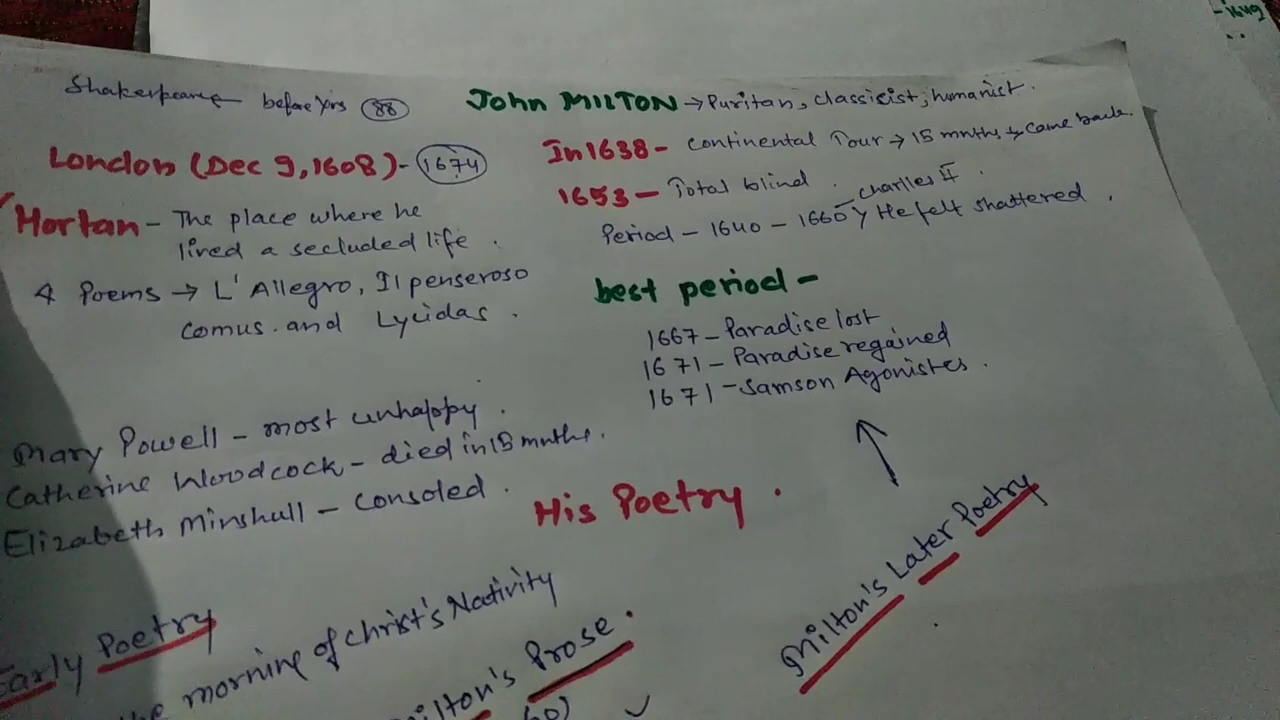 -1649
Shakespeare before yrs 88
JOHN MILTON → Puritan, classicist, humanist.
London (Dec 9, 1608) - 1674
In 1638 - Continental Tour → 15 mnths & came back.
1653 - Total blind.
Charlles II.
Period - 1640 - 1660 y He felt shattered.
Hortan - The place where he
lived a secluded life.
4 Poems → L'Allegro, Il penseroso
Comus. and Lycidas.
best period -
1667 - Paradise lost
1671 - Paradise regained
1671 - Samson Agonistes.
Mary Powell - most unhappy.
Catherine Woodcock - died in 15 mnths.
Elizabeth Minshull - consoled.
His Poetry.
Milton's Later Poetry
Early Poetry
the morning of Christ's Nativity
Milton's Prose.